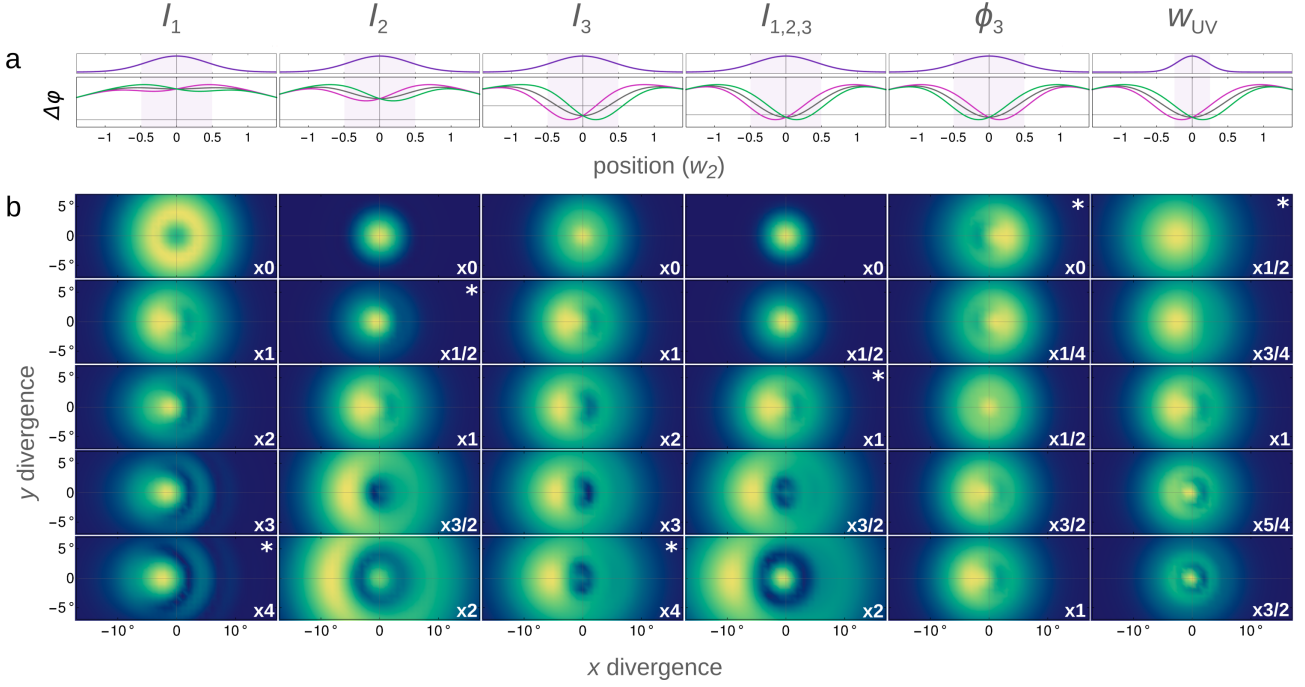 I1 I2 I3 I1,2,3 ϕ3 wUV
a
Δφ
−1 −0.5 0 0.5 1 −1 −0.5 0 0.5 1 −1 −0.5 0 0.5 1 −1 −0.5 0 0.5 1 −1 −0.5 0 0.5 1 −1 −0.5 0 0.5 1
position (w2)
b
5° * *
0
−5° x0 x0 x0 x0 x0 x1/2
5° *
0
−5° x1 x1/2 x1 x1/2 x1/4 x3/4
5° *
0
−5° x2 x1 x2 x1 x1/2 x1
5°
0
−5° x3 x3/2 x3 x3/2 x3/2 x5/4
5° * *
0
−5° x4 x2 x4 x2 x1 x3/2
−10° 0 10° −10° 0 10° −10° 0 10° −10° 0 10° −10° 0 10° −10° 0 10°
y divergence
x divergence